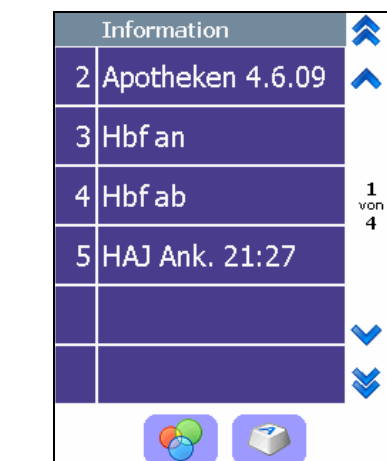 Information
2 Apotheken 4.6.09
3 Hbf an
4 Hbf ab
5 HAJ Ank. 21:27
1
von
4
A